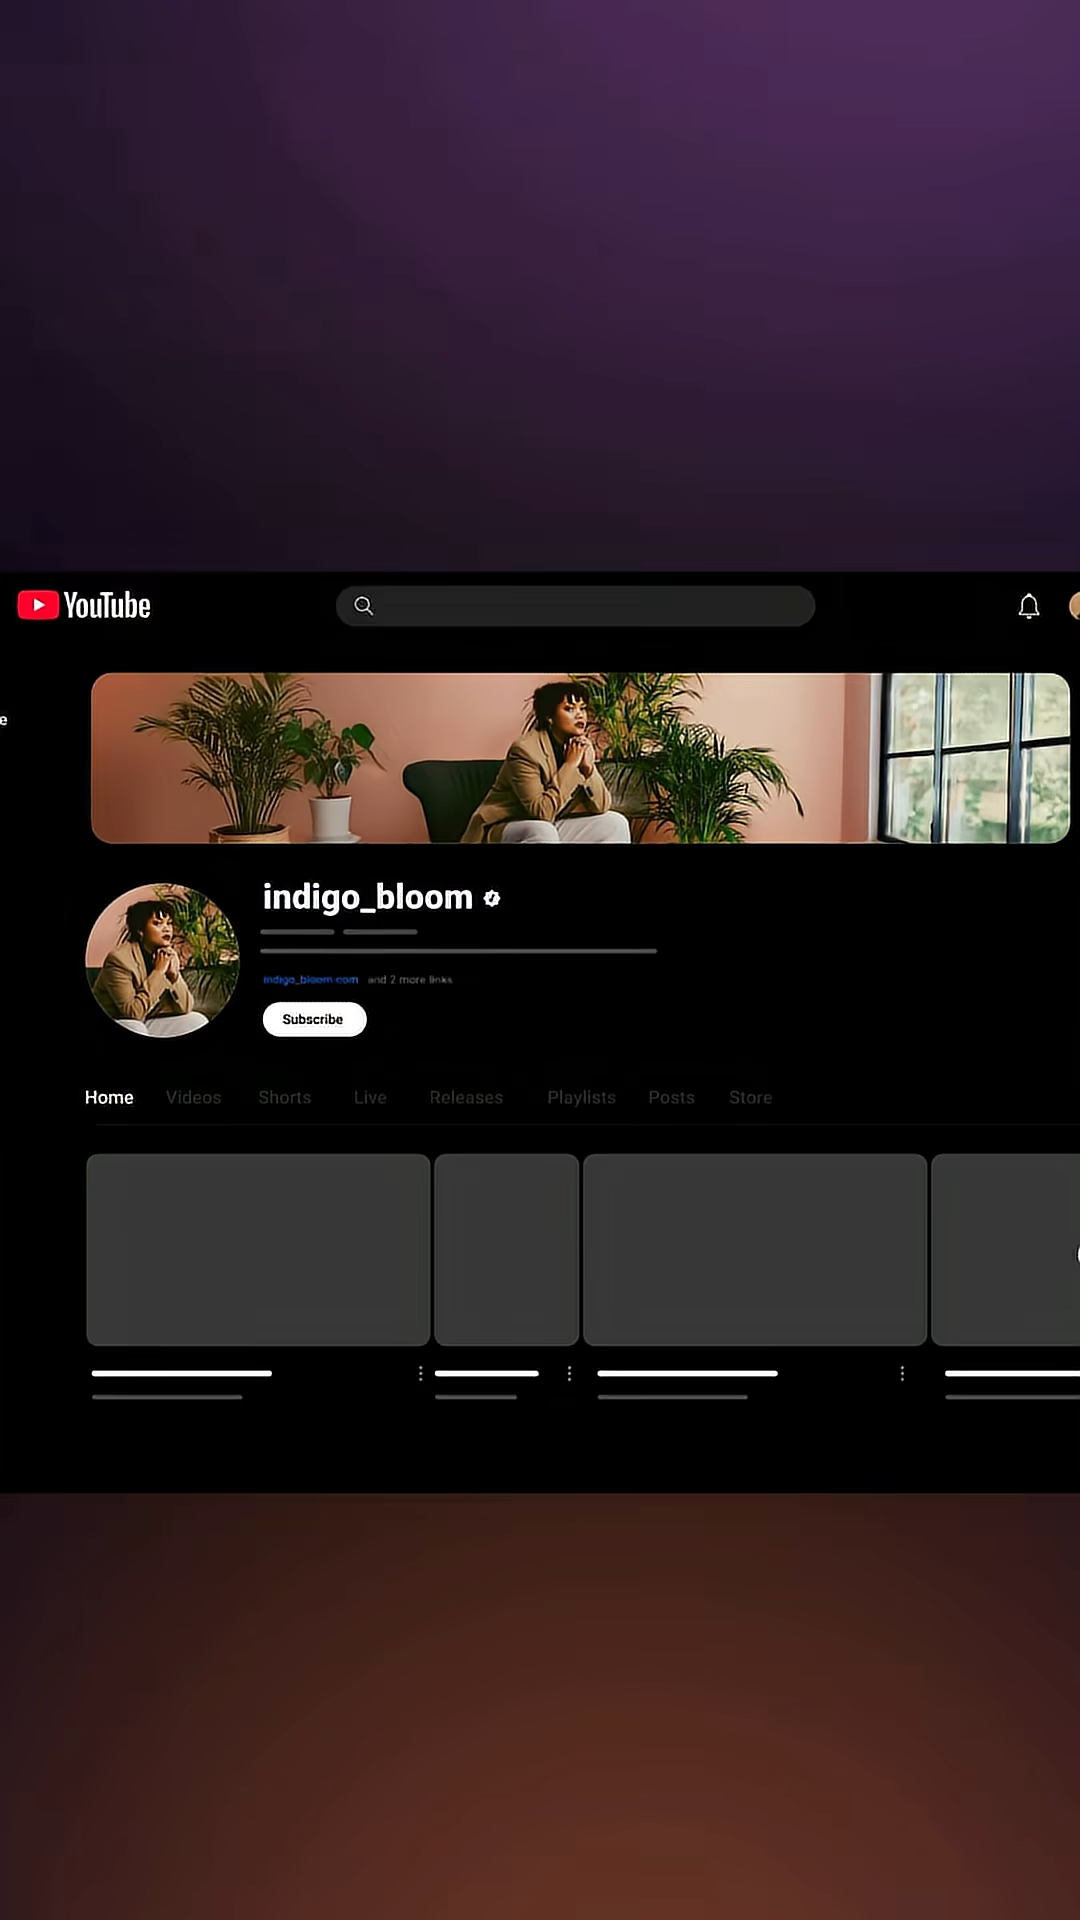 YouTube
e
indigo_bloom
indigo_bloom.com and 2 more links
Subscribe
Home Videos Shorts Live Releases Playlists Posts Store